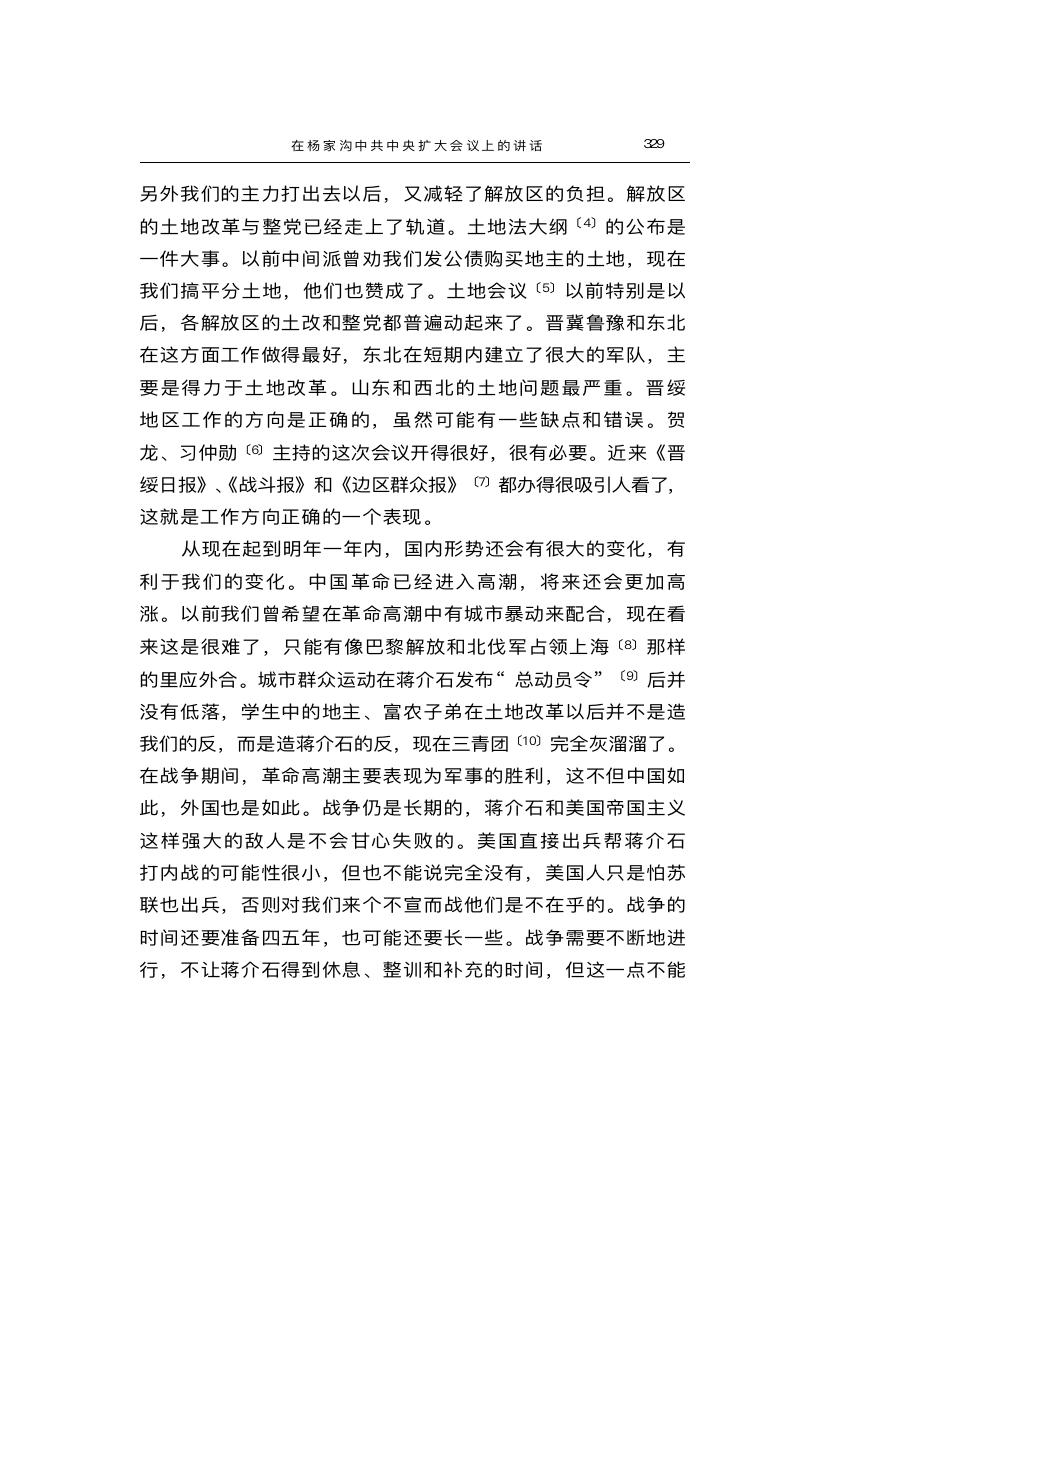 在杨家沟中共中央扩大会议上的讲话 329
另外我们的主力打出去以后，又减轻了解放区的负担。解放区
的土地改革与整党已经走上了轨道。土地法大纲〔4〕的公布是
一件大事。以前中间派曾劝我们发公债购买地主的土地，现在
我们搞平分土地，他们也赞成了。土地会议〔5〕以前特别是以
后，各解放区的土改和整党都普遍动起来了。晋冀鲁豫和东北
在这方面工作做得最好，东北在短期内建立了很大的军队，主
要是得力于土地改革。山东和西北的土地问题最严重。晋绥
地区工作的方向是正确的，虽然可能有一些缺点和错误。贺
龙、习仲勋〔6〕主持的这次会议开得很好，很有必要。近来《晋
绥日报》、《战斗报》和《边区群众报》〔7〕都办得很吸引人看了，
这就是工作方向正确的一个表现。
从现在起到明年一年内，国内形势还会有很大的变化，有
利于我们的变化。中国革命已经进入高潮，将来还会更加高
涨。以前我们曾希望在革命高潮中有城市暴动来配合，现在看
来这是很难了，只能有像巴黎解放和北伐军占领上海〔8〕那样
的里应外合。城市群众运动在蒋介石发布“总动员令”〔9〕后并
没有低落，学生中的地主、富农子弟在土地改革以后并不是造
我们的反，而是造蒋介石的反，现在三青团〔10〕完全灰溜溜了。
在战争期间，革命高潮主要表现为军事的胜利，这不但中国如
此，外国也是如此。战争仍是长期的，蒋介石和美国帝国主义
这样强大的敌人是不会甘心失败的。美国直接出兵帮蒋介石
打内战的可能性很小，但也不能说完全没有，美国人只是怕苏
联也出兵，否则对我们来个不宣而战他们是不在乎的。战争的
时间还要准备四五年，也可能还要长一些。战争需要不断地进
行，不让蒋介石得到休息、整训和补充的时间，但这一点不能